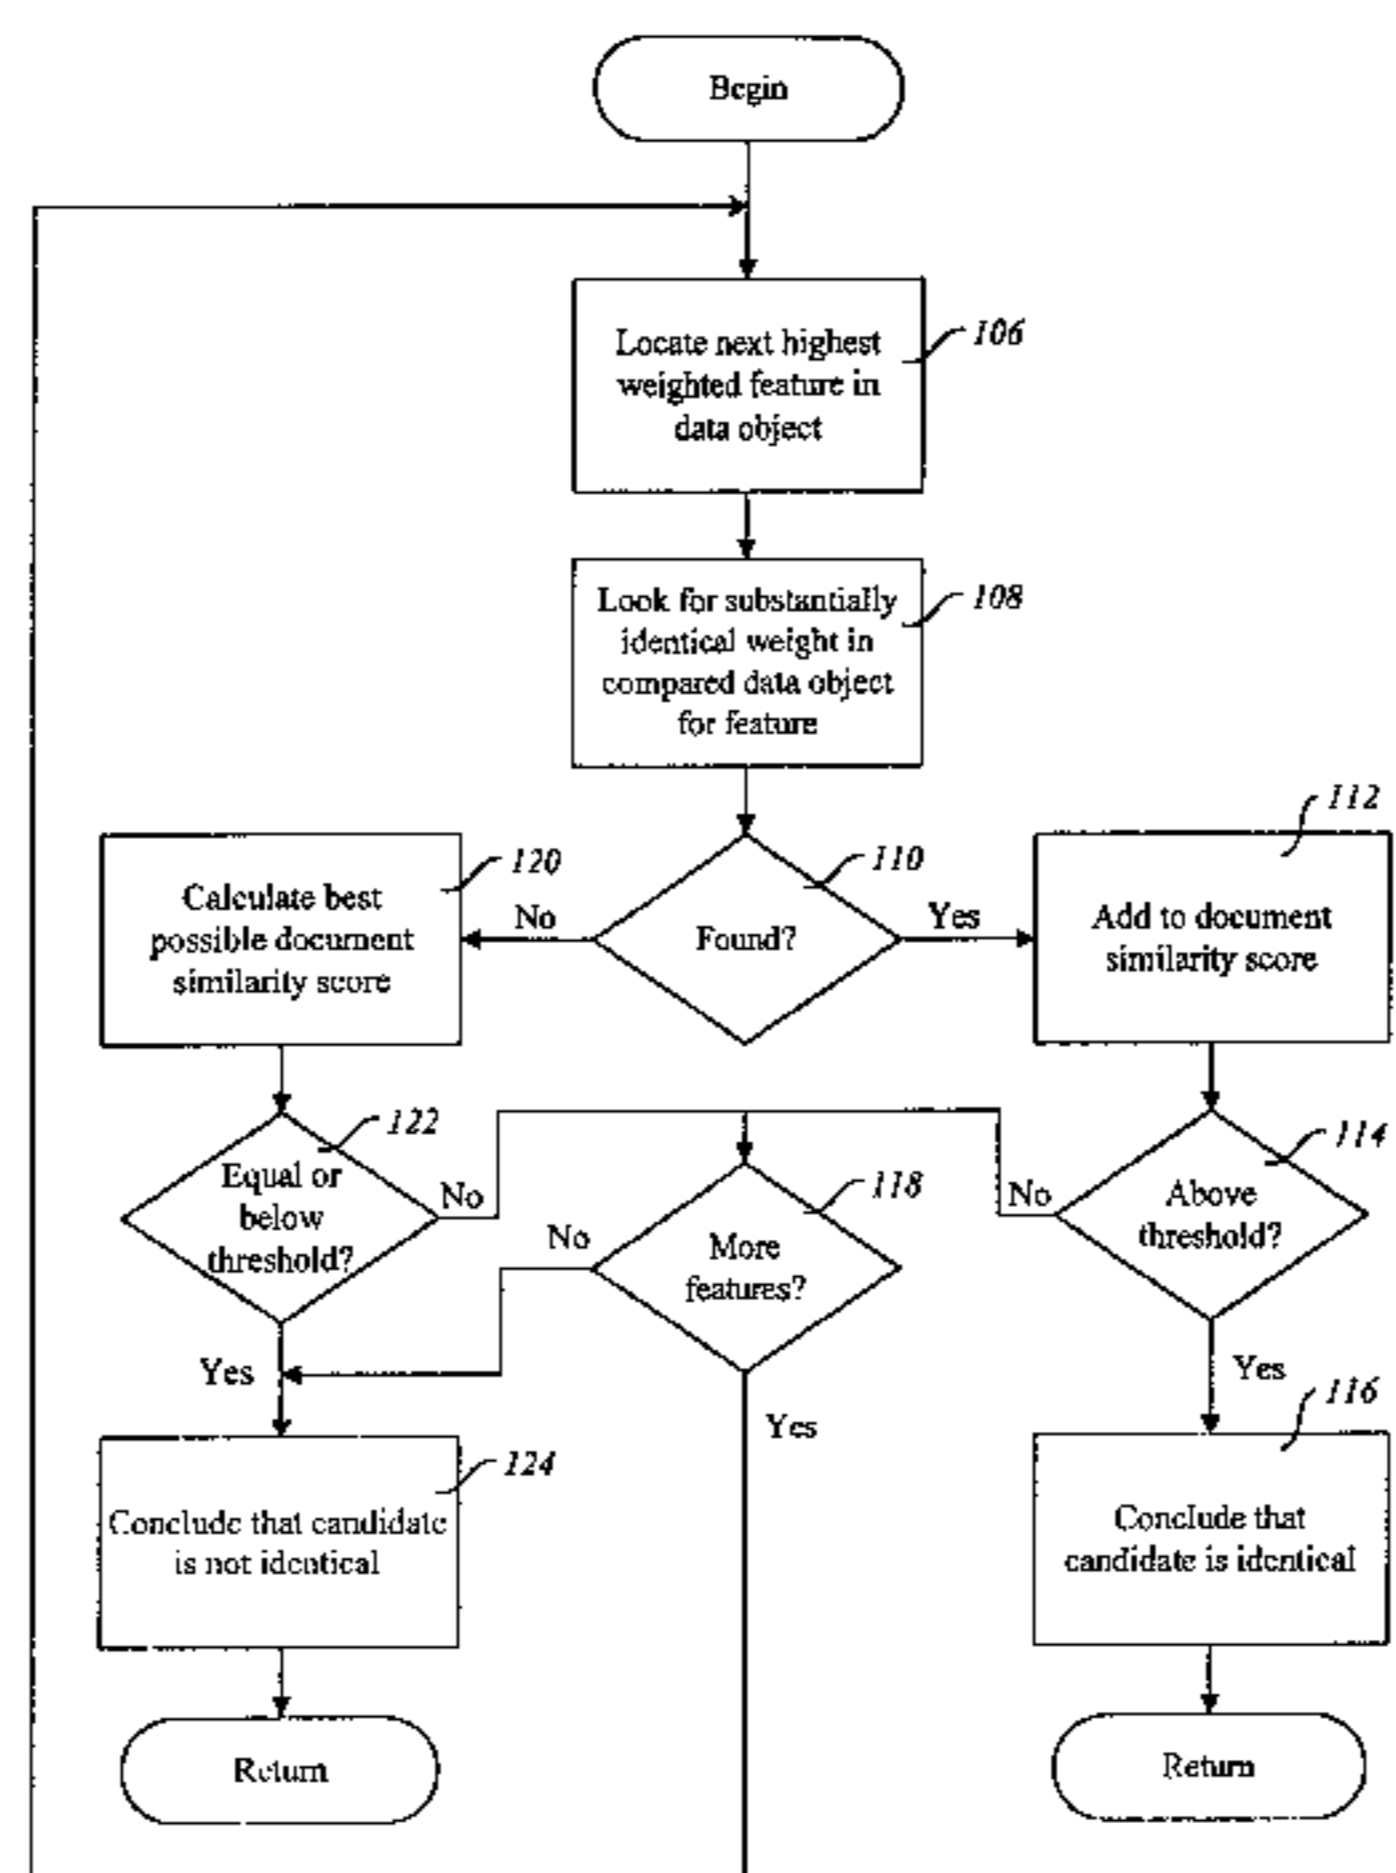 Begin
Locate next highest
weighted feature in
data object
106
Look for substantially
identical weight in
compared data object
for feature
108
112
Calculate best
possible document
similarity score
120
No
Found?
110
Yes
Add to document
similarity score
Equal or
below
threshold?
122
No
More
features?
118
No
No
Above
threshold?
114
Yes
Yes
Yes
116
Conclude that candidate
is not identical
124
Conclude that
candidate is identical
Return
Return